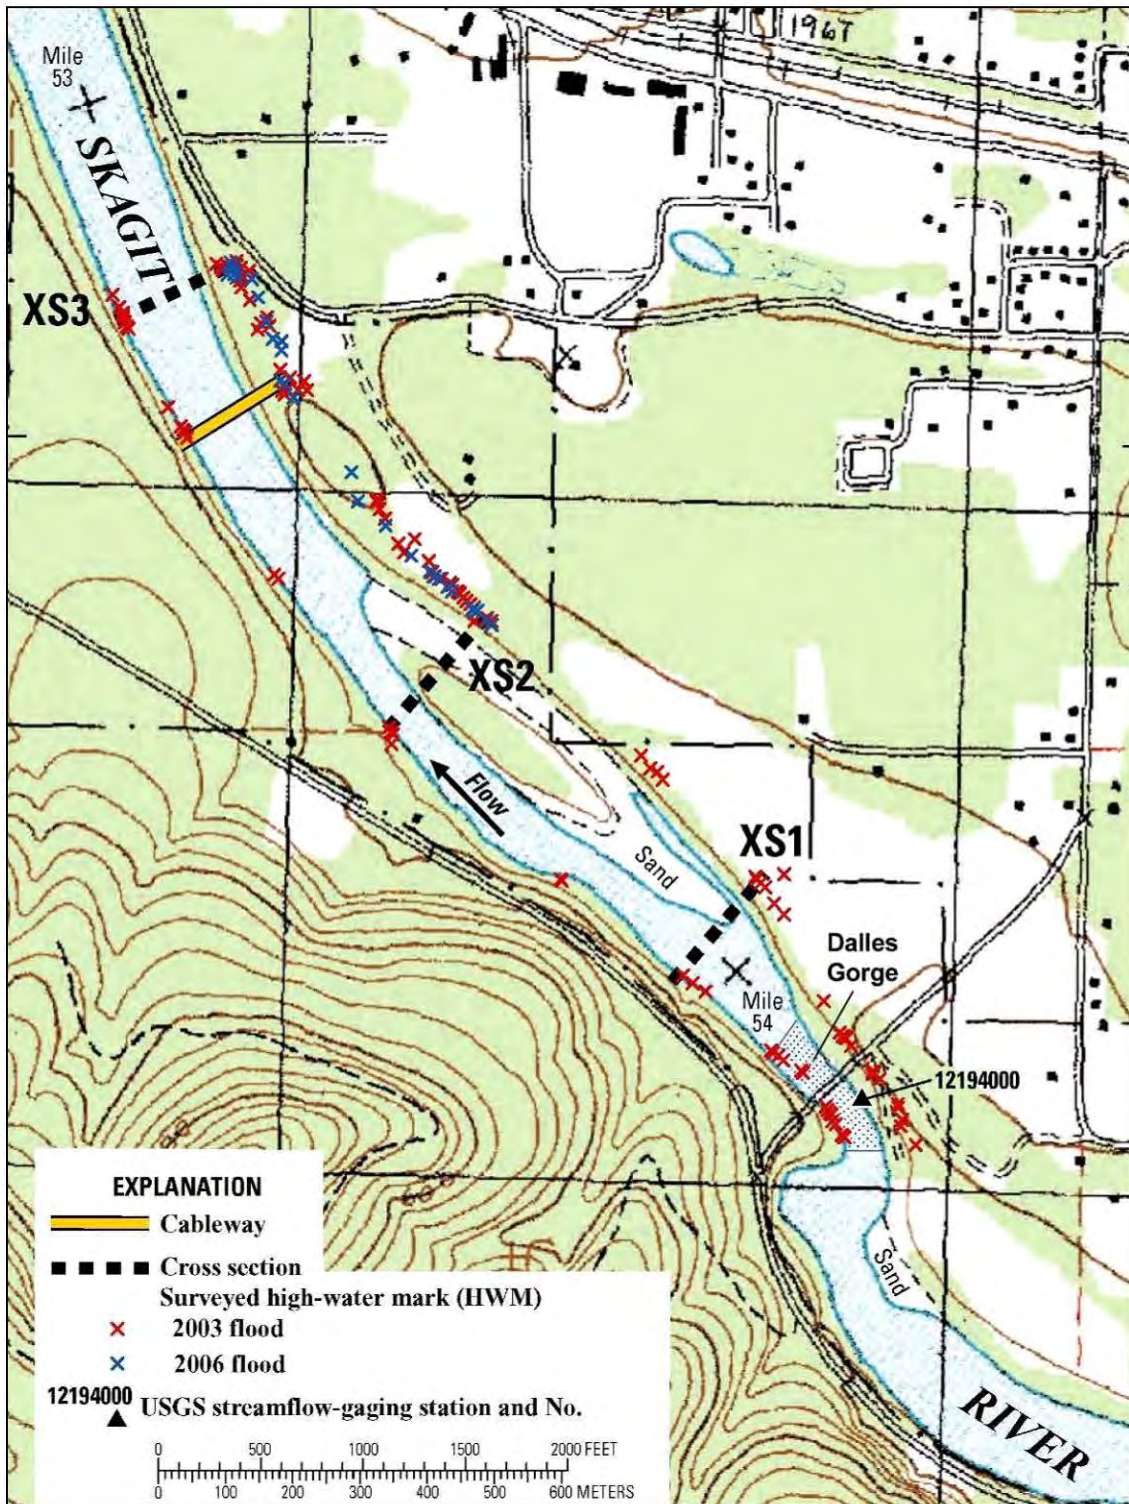 1967
Mile
53
SKAGIT
XS3
XS2
Flow
XS1
Sand
Dalles
Gorge
Mile
54
12194000
Sand
RIVER
EXPLANATION
Cableway
Cross section
Surveyed high-water mark (HWM)
2003 flood
2006 flood
12194000
USGS streamflow-gaging station and No.
0 500 1000 1500 2000 FEET
0 100 200 300 400 500 600 METERS